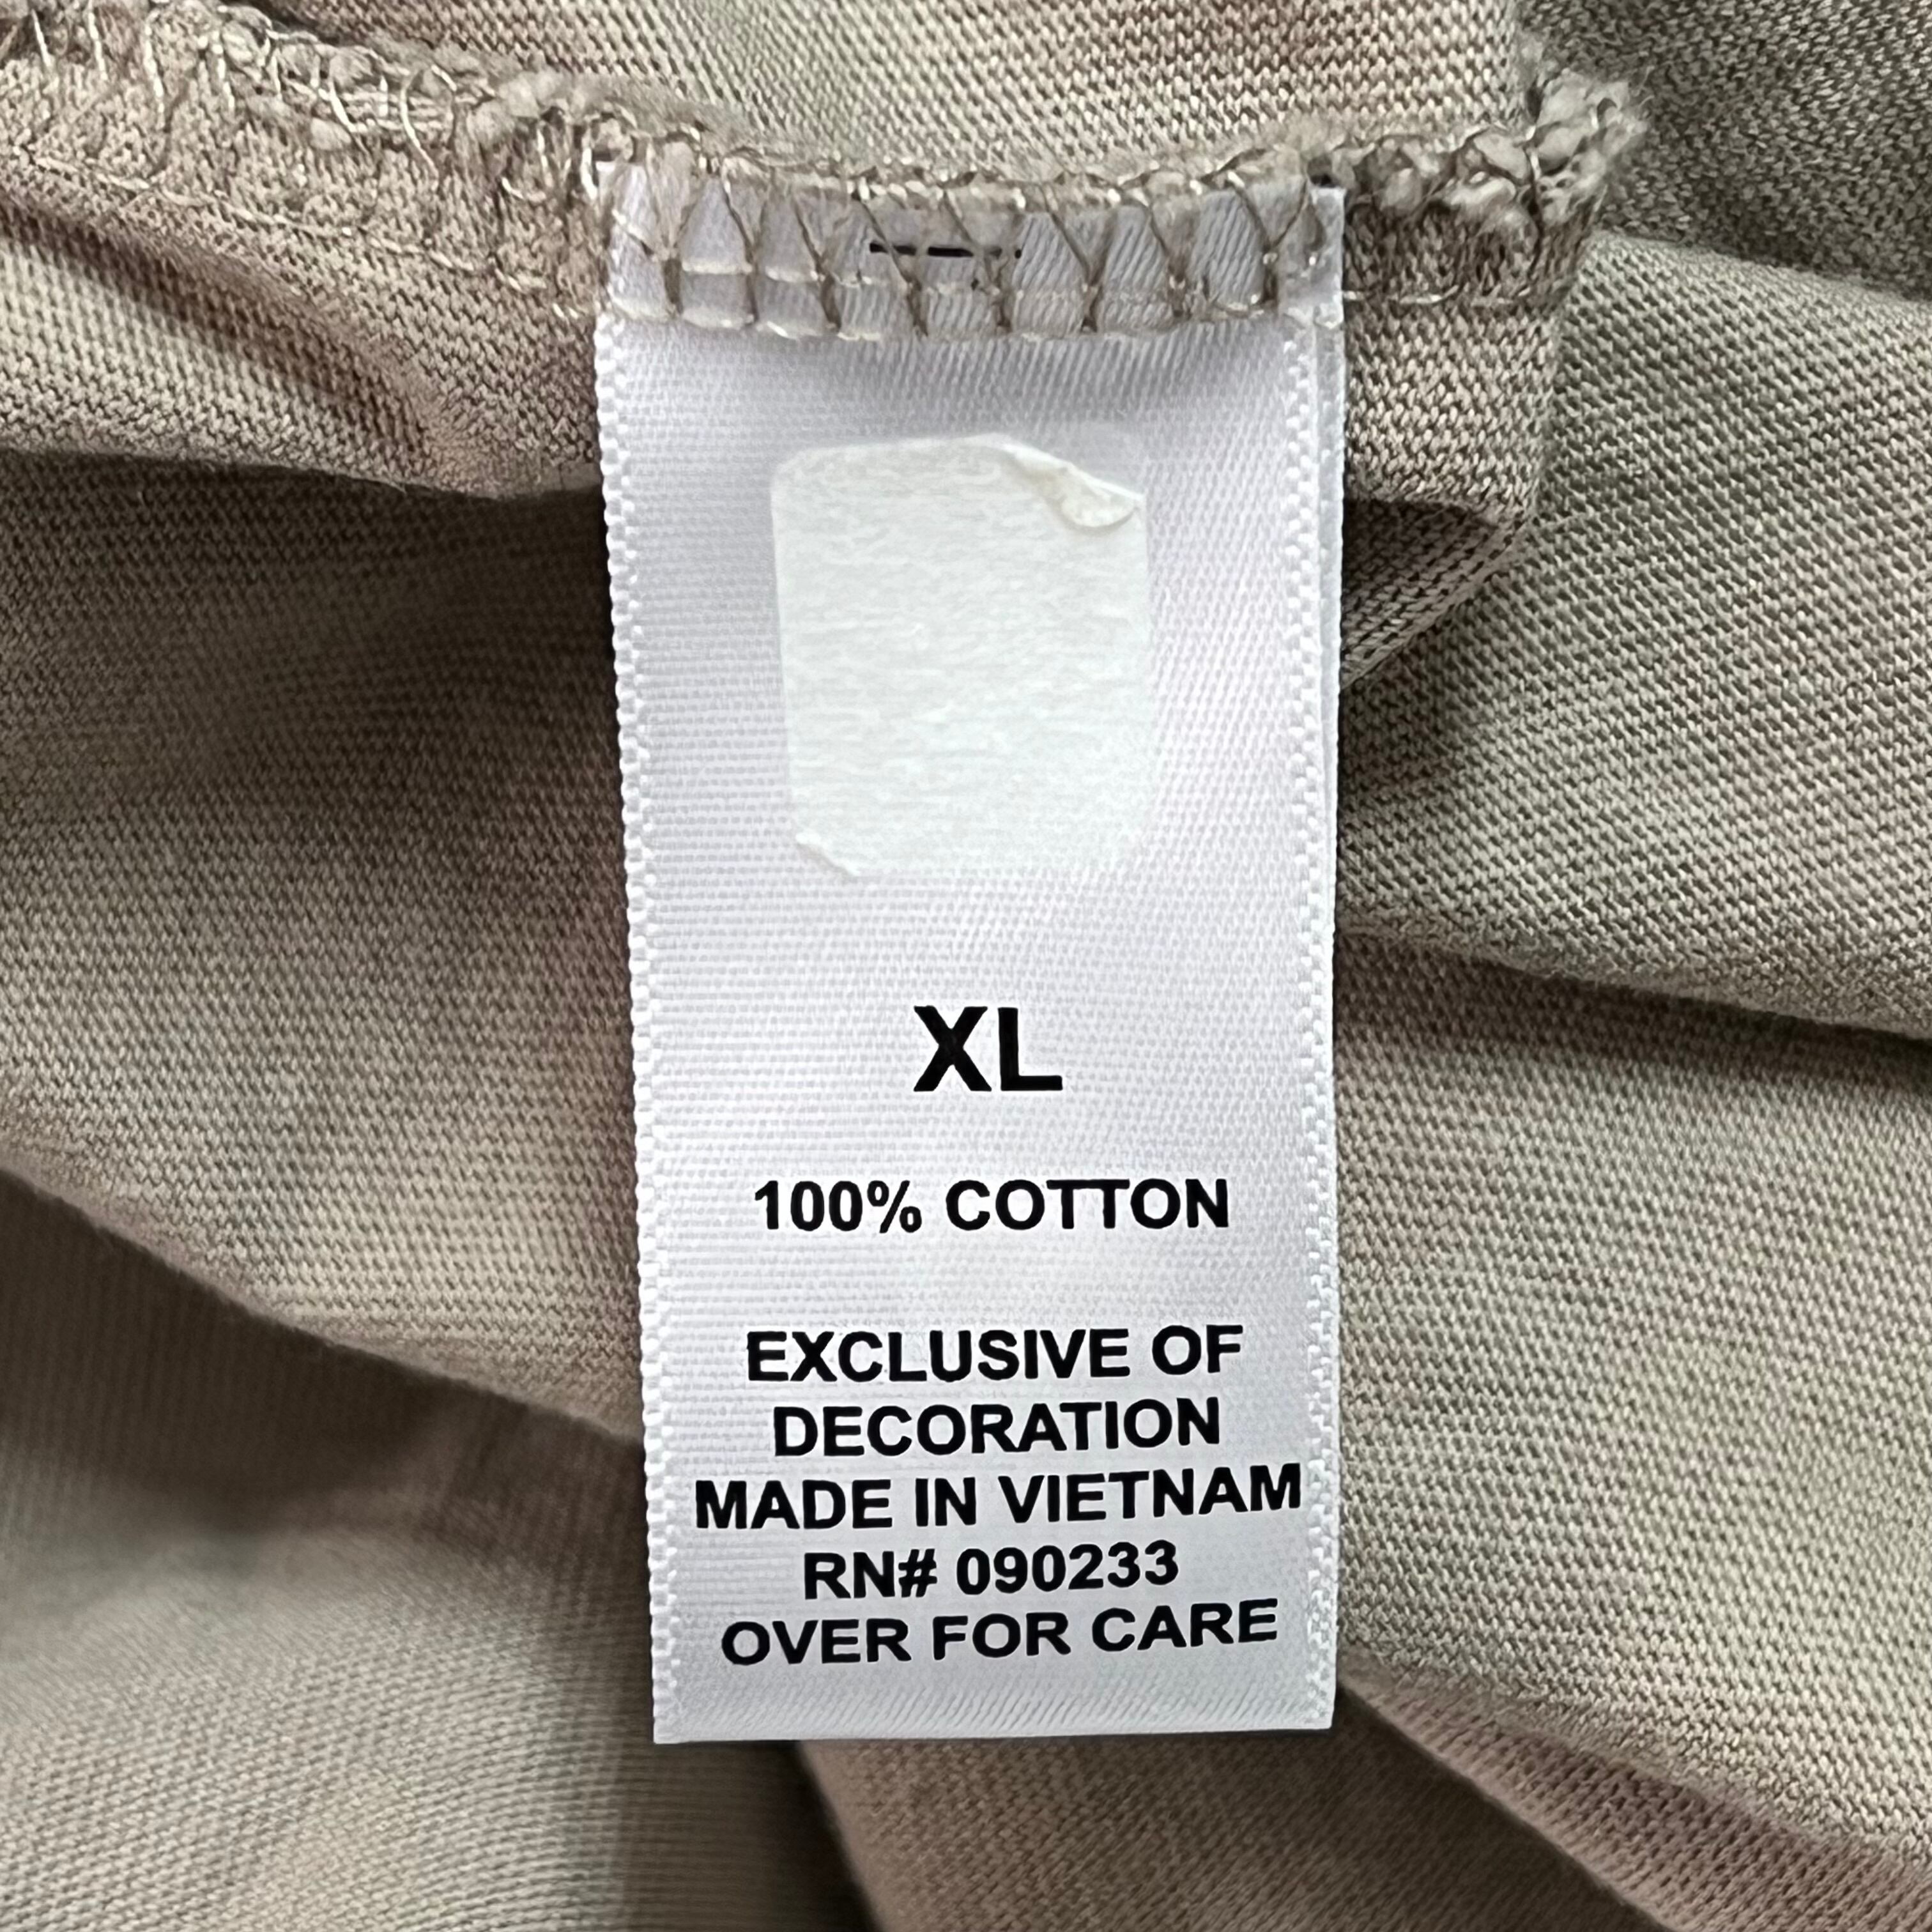 XL
100% COTTON
EXCLUSIVE OF
DECORATION
MADE IN VIETNAM
RN# 090233
OVER FOR CARE